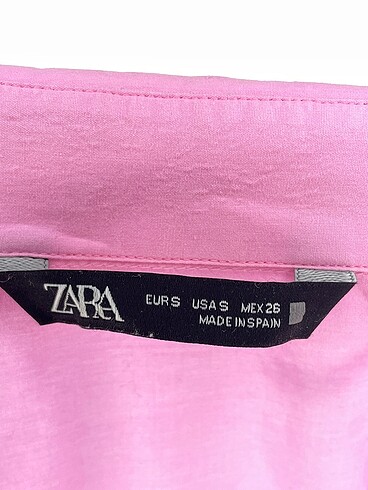 ZARA
EUR S USA S MEX 26
MADE IN SPAIN